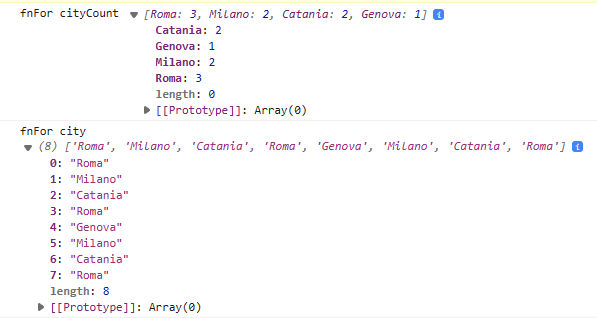 fnFor cityCount [Roma: 3, Milano: 2, Catania: 2, Genova: 1] i
Catania: 2
Genova: 1
Milano: 2
Roma: 3
length: 0
[[Prototype]]: Array(0)
fnFor city
(8) ['Roma', 'Milano', 'Catania', 'Roma', 'Genova', 'Milano', 'Catania', 'Roma'] i
0: "Roma"
1: "Milano"
2: "Catania"
3: "Roma"
4: "Genova"
5: "Milano"
6: "Catania"
7: "Roma"
length: 8
[[Prototype]]: Array(0)